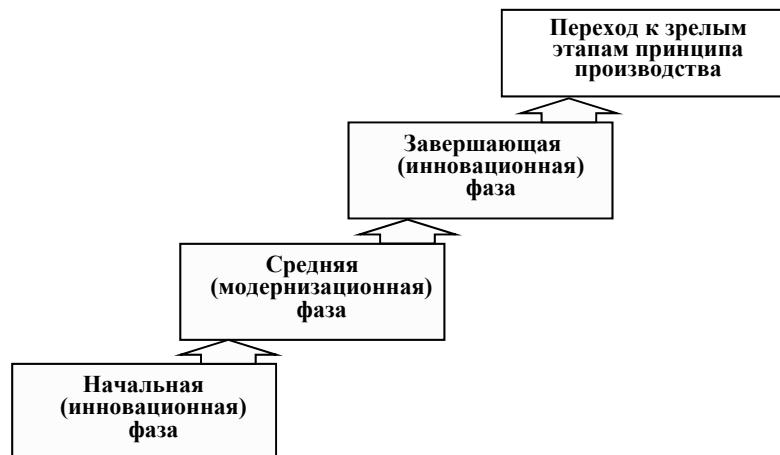 Переход к зрелым
этапам принципа
производства
Завершающая
(инновационная)
фаза
Средняя
(модернизационная)
фаза
Начальная
(инновационная)
фаза